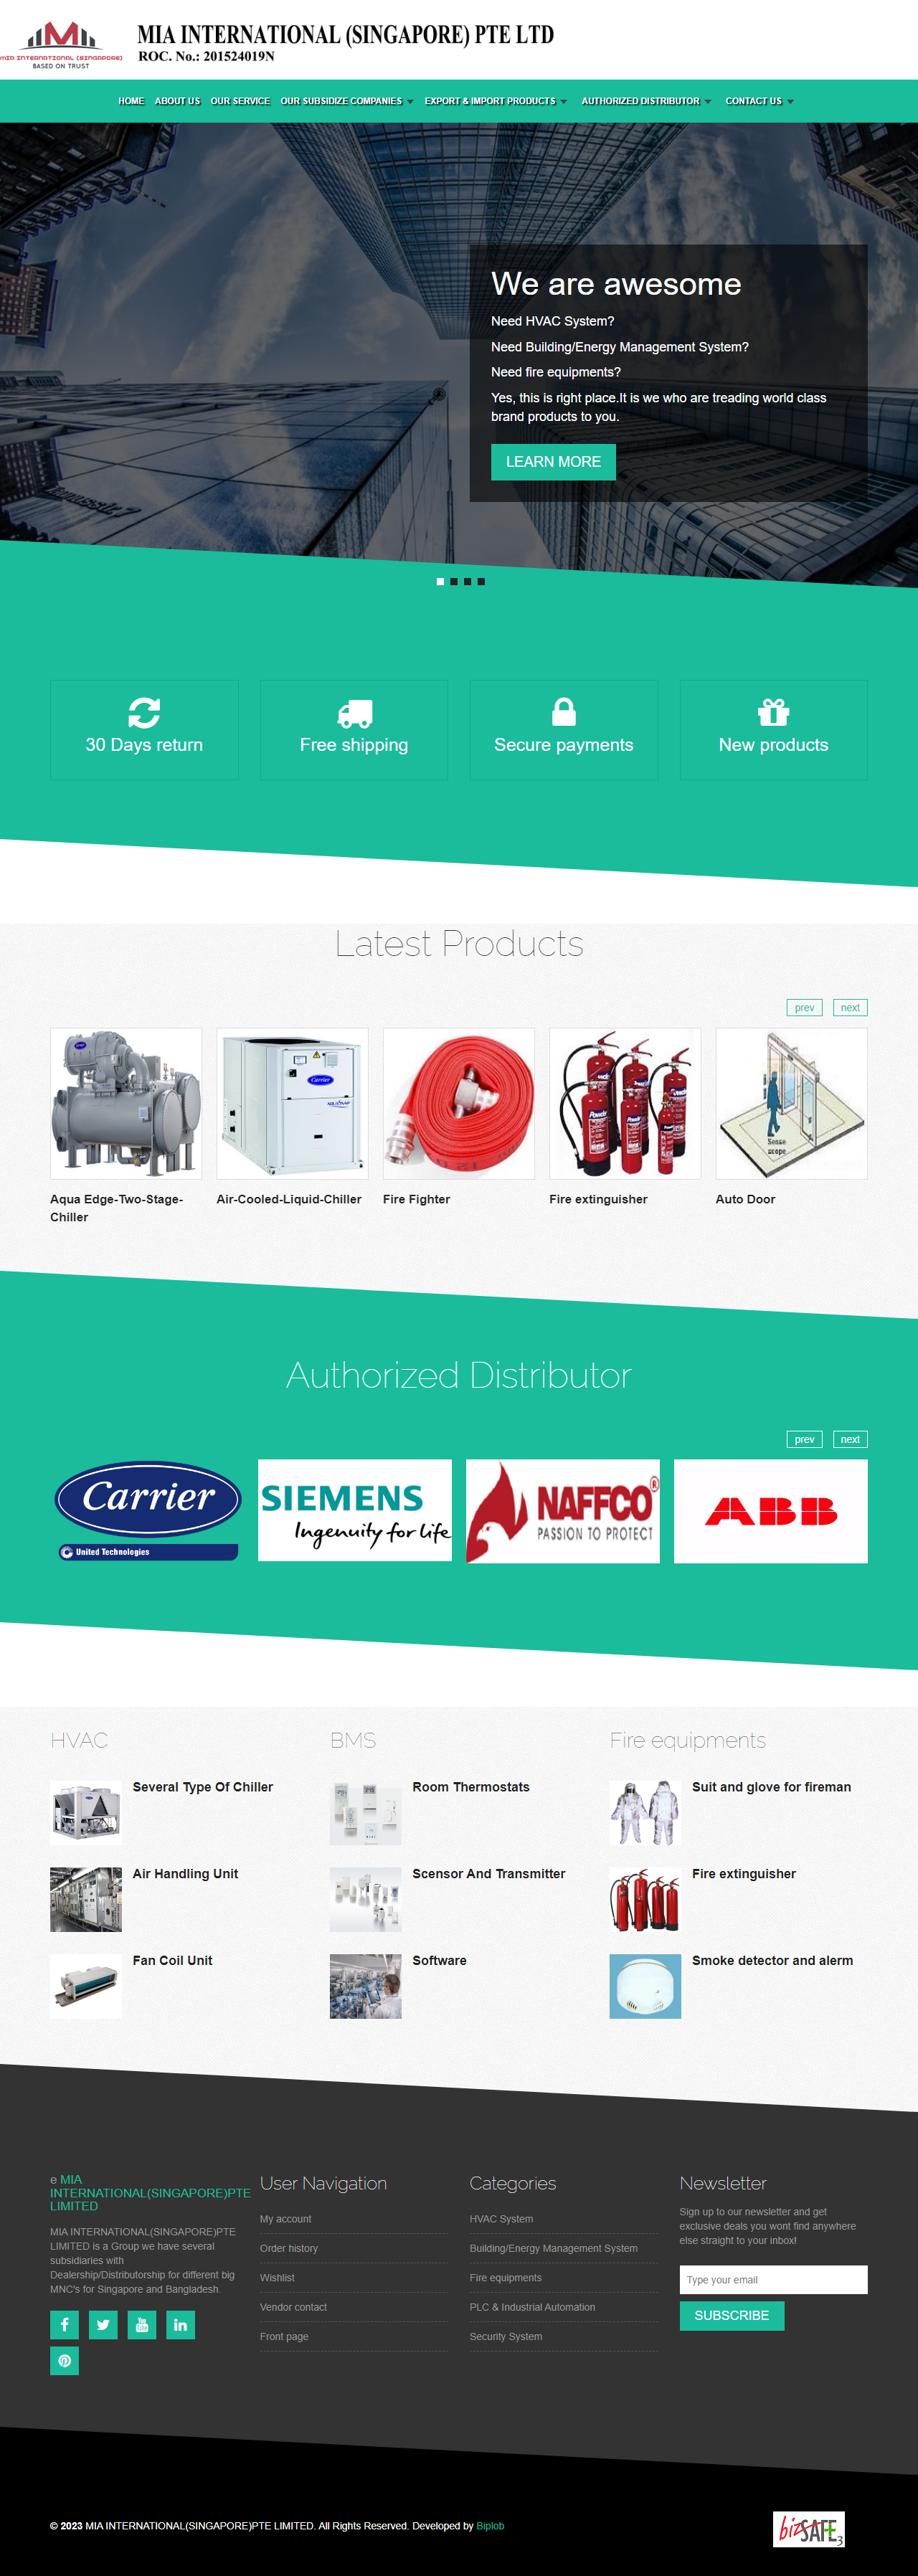 MIA INTERNATIONAL (SINGAPORE)
BASED ON TRUST
MIA INTERNATIONAL (SINGAPORE) PTE LTD
ROC. No.: 201524019N
HOME ABOUT US OUR SERVICE OUR SUBSIDIZE COMPANIES EXPORT & IMPORT PRODUCTS AUTHORIZED DISTRIBUTOR CONTACT US
We are awesome
Need HVAC System?
Need Building/Energy Management System?
Need fire equipments?
Yes, this is right place.It is we who are treading world class
brand products to you.
LEARN MORE
30 Days return
Free shipping
Secure payments
New products
Latest Products
prev next
Carrier
Powdr
Sense
scope
Aqua Edge-Two-Stage-
Chiller
Air-Cooled-Liquid-Chiller
Fire Fighter
Fire extinguisher
Auto Door
Authorized Distributor
prev next
Carrier
United Technologies
SIEMENS
Ingenuity for life
NAFFCO®
PASSION TO PROTECT
ABB
HVAC
Several Type Of Chiller
Air Handling Unit
Fan Coil Unit
BMS
Room Thermostats
Scensor And Transmitter
Software
Fire equipments
Suit and glove for fireman
Fire extinguisher
Smoke detector and alerm
e MIA
INTERNATIONAL(SINGAPORE)PTE
LIMITED
MIA INTERNATIONAL(SINGAPORE)PTE
LIMITED is a Group we have several
subsidiaries with
Dealership/Distributorship for different big
MNC's for Singapore and Bangladesh.
User Navigation
My account
Order history
Wishlist
Vendor contact
Front page
Categories
HVAC System
Building/Energy Management System
Fire equipments
PLC & Industrial Automation
Security System
Newsletter
Sign up to our newsletter and get
exclusive deals you wont find anywhere
else straight to your inbox!
Type your email
SUBSCRIBE
© 2023 MIA INTERNATIONAL(SINGAPORE)PTE LIMITED. All Rights Reserved. Developed by Biplob
bizSAFE3